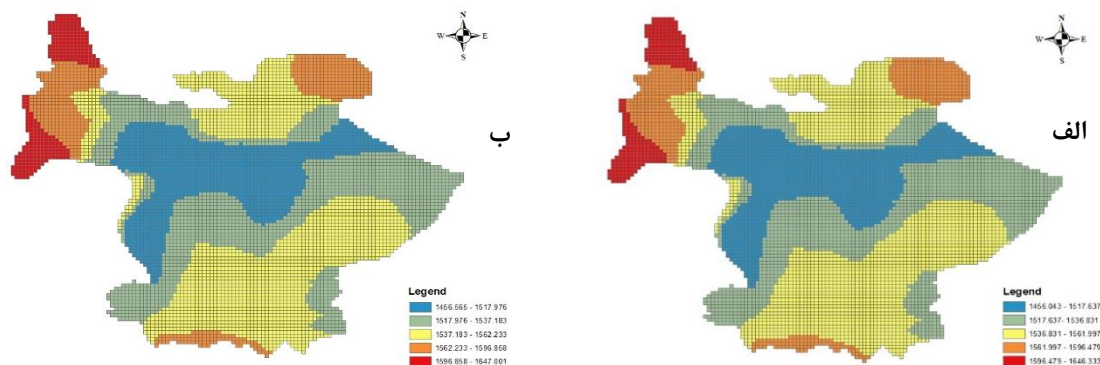 N
W E
S
ب
Legend
1456.565 - 1517.976
1517.976 - 1537.183
1537.183 - 1562.233
1562.233 - 1596.858
1596.858 - 1647.001
N
W E
S
الف
Legend
1456.043 - 1517.637
1517.637- 1536.831
1536.831 - 1561.997
1561.997 - 1596.479
1596.479 - 1646.333